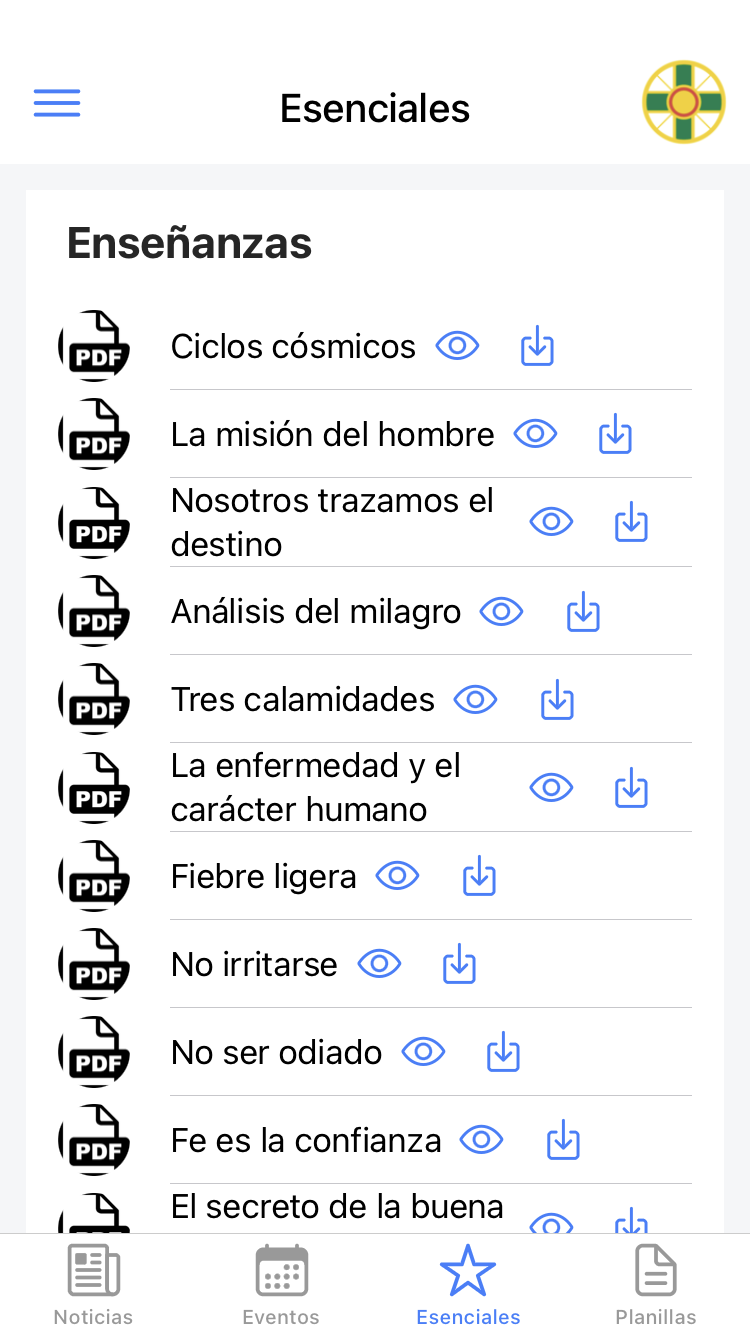 Esenciales
Enseñanzas
PDF
Ciclos cósmicos
PDF
La misión del hombre
PDF
Nosotros trazamos el
destino
PDF
Análisis del milagro
PDF
Tres calamidades
PDF
La enfermedad y el
carácter humano
PDF
Fiebre ligera
PDF
No irritarse
PDF
No ser odiado
PDF
Fe es la confianza
El secreto de la buena
Noticias
Eventos
Esenciales
Planillas